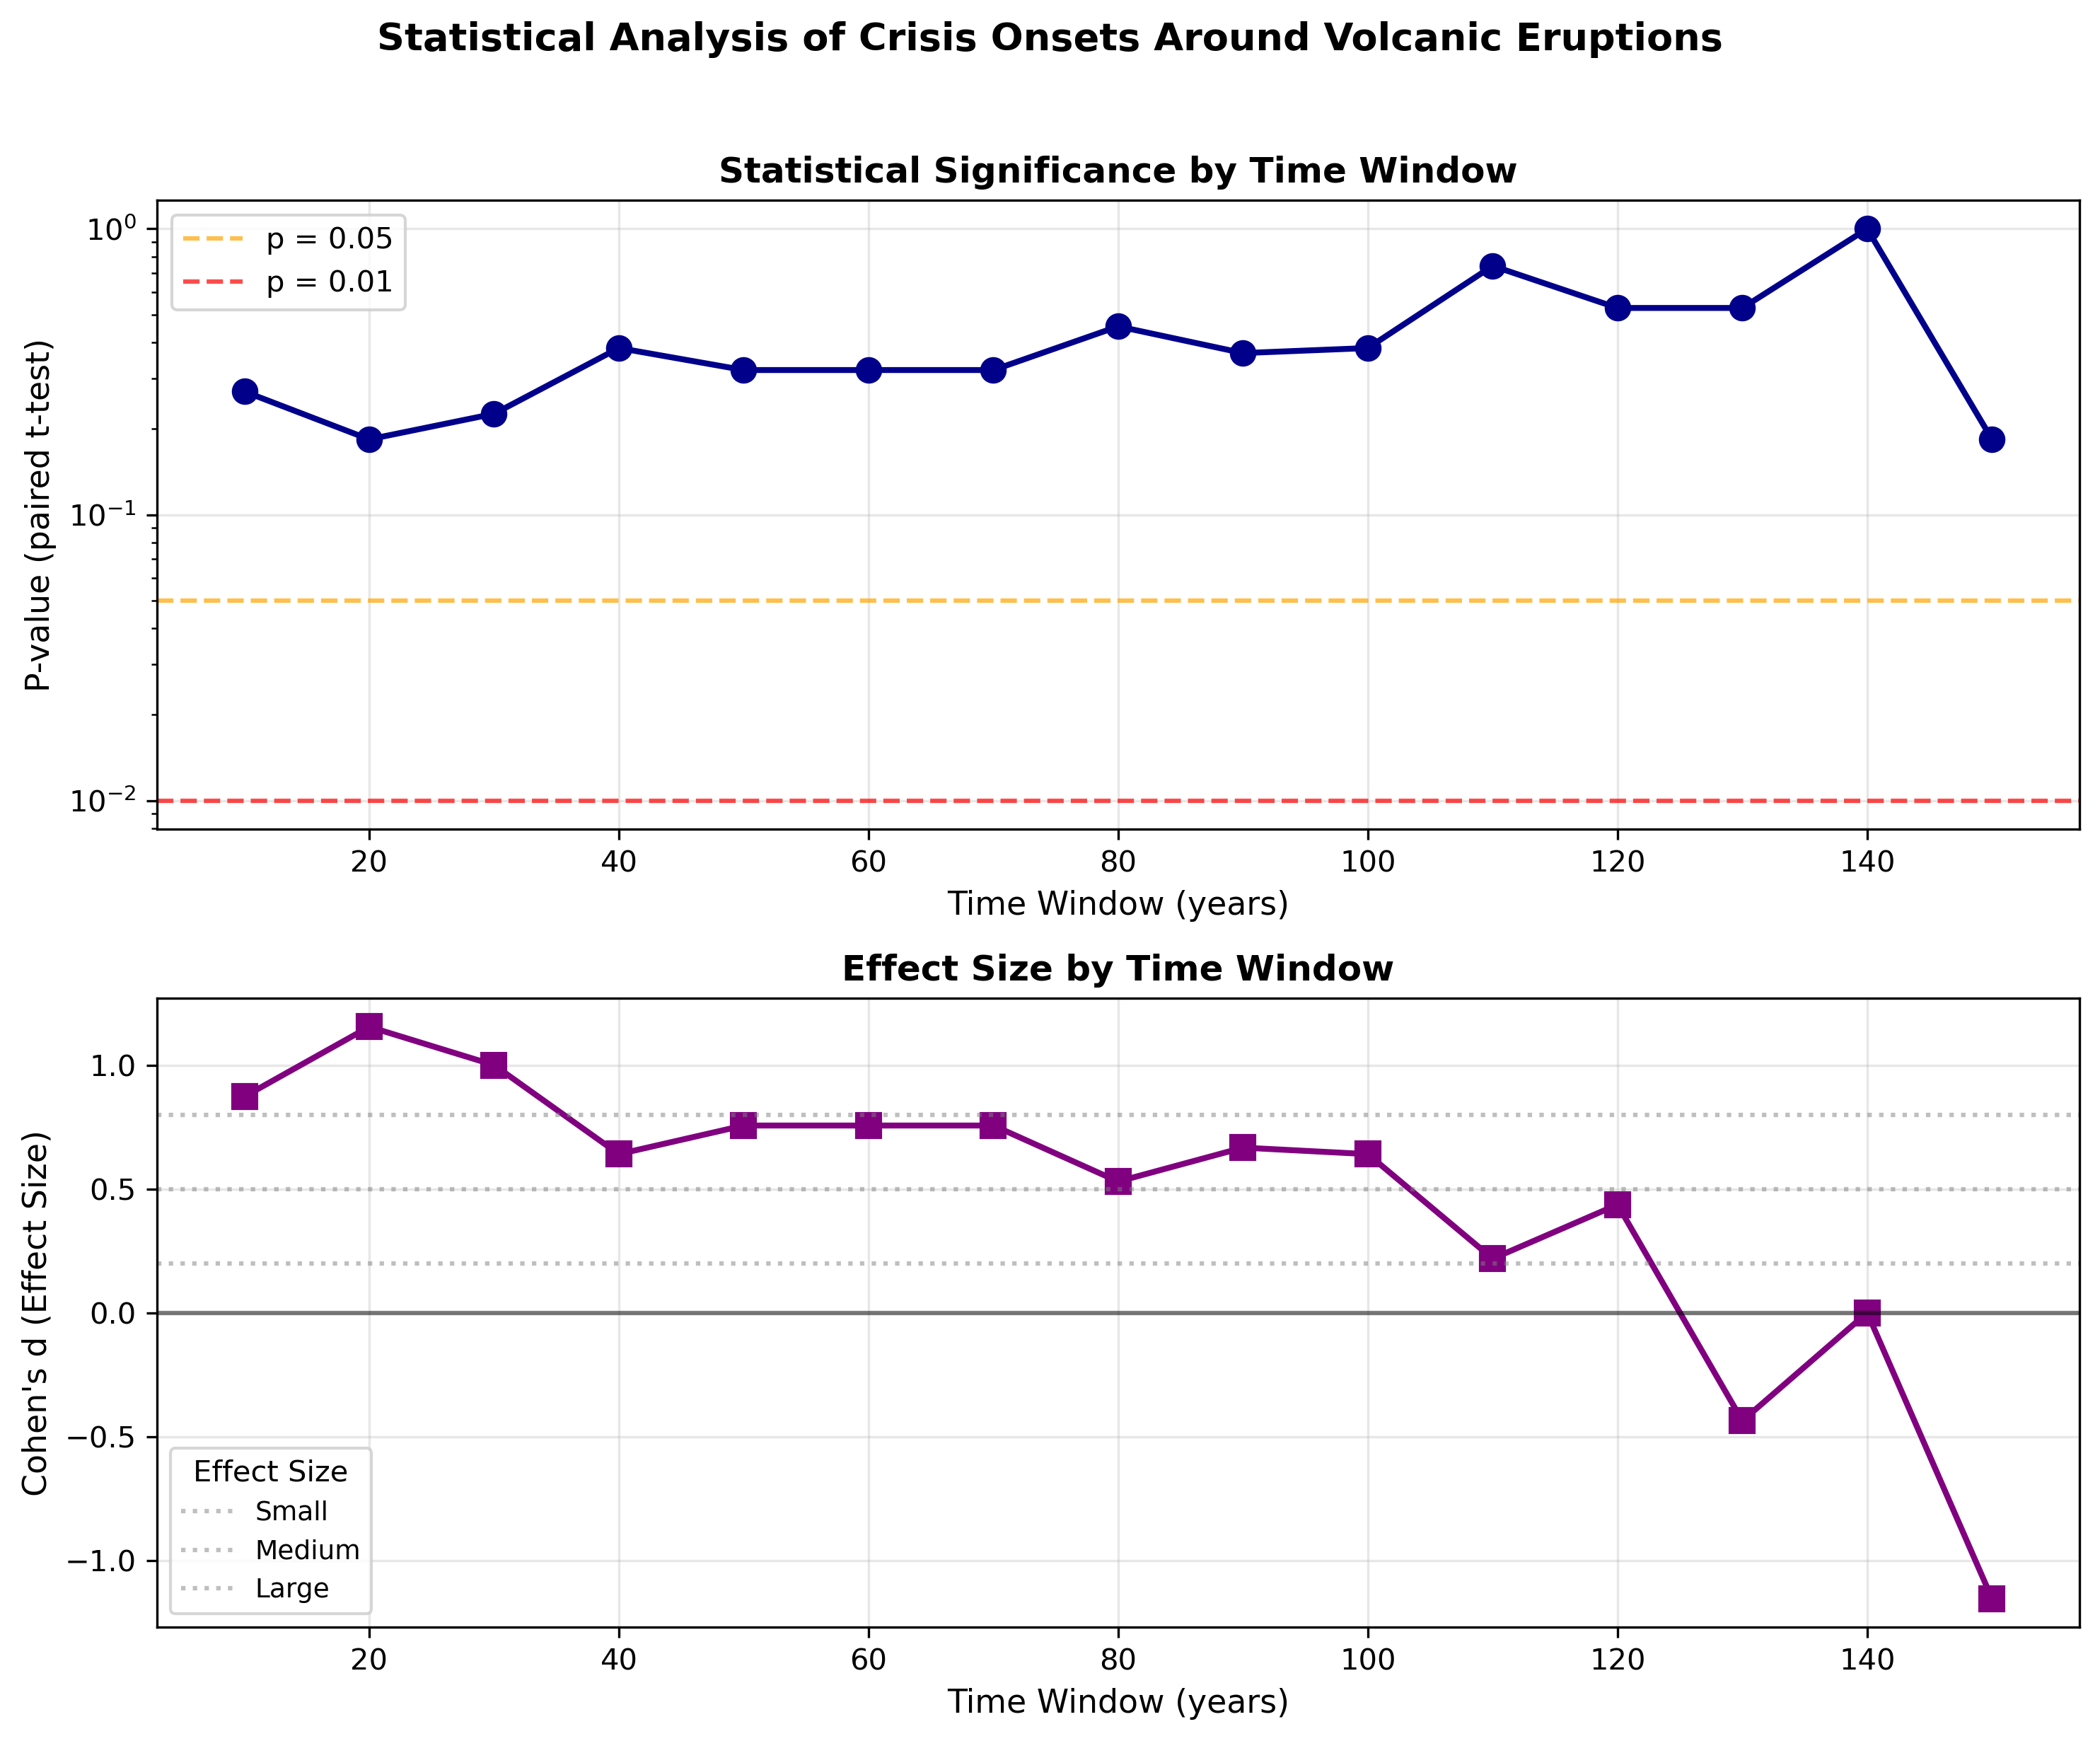 Statistical Analysis of Crisis Onsets Around Volcanic Eruptions
Statistical Significance by Time Window
p = 0.05
p = 0.01
P-value (paired t-test)
10⁰
10⁻¹
10⁻²
20 40 60 80 100 120 140
Time Window (years)
Effect Size by Time Window
Cohen's d (Effect Size)
1.0
0.5
0.0
−0.5
−1.0
Effect Size
Small
Medium
Large
20 40 60 80 100 120 140
Time Window (years)